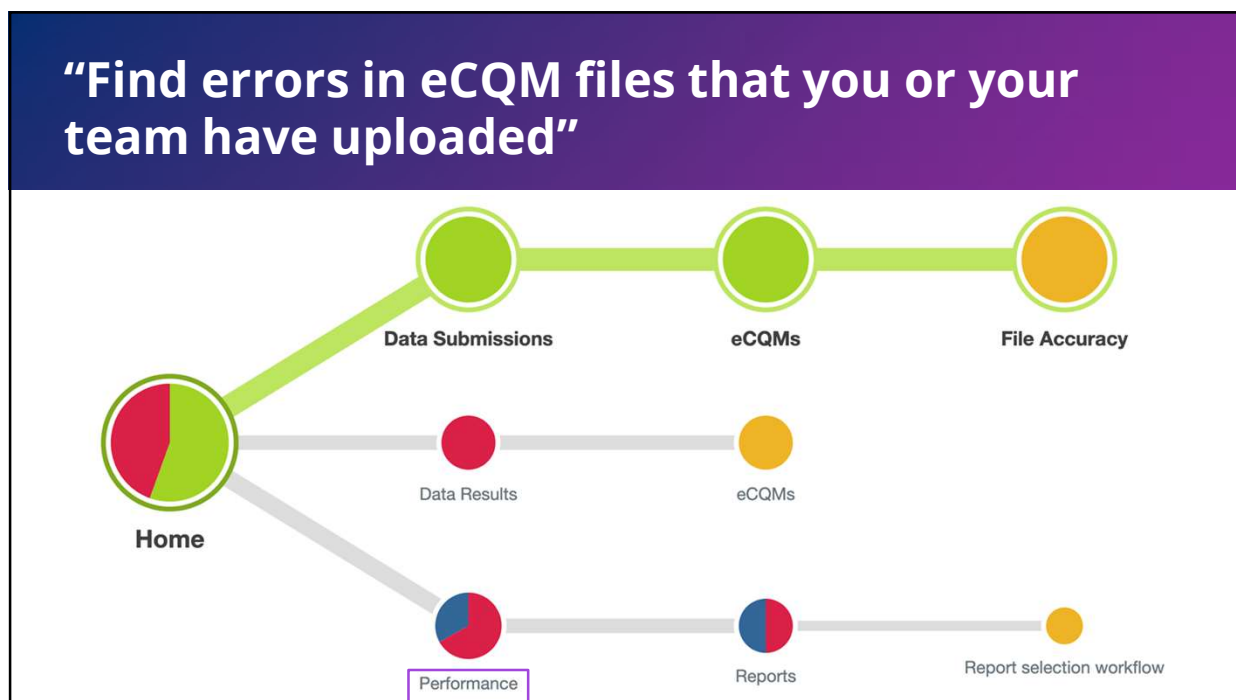 “Find errors in eCQM files that you or your
team have uploaded”
Data Submissions
eCQMs
File Accuracy
Data Results
eCQMs
Home
Performance
Reports
Report selection workflow